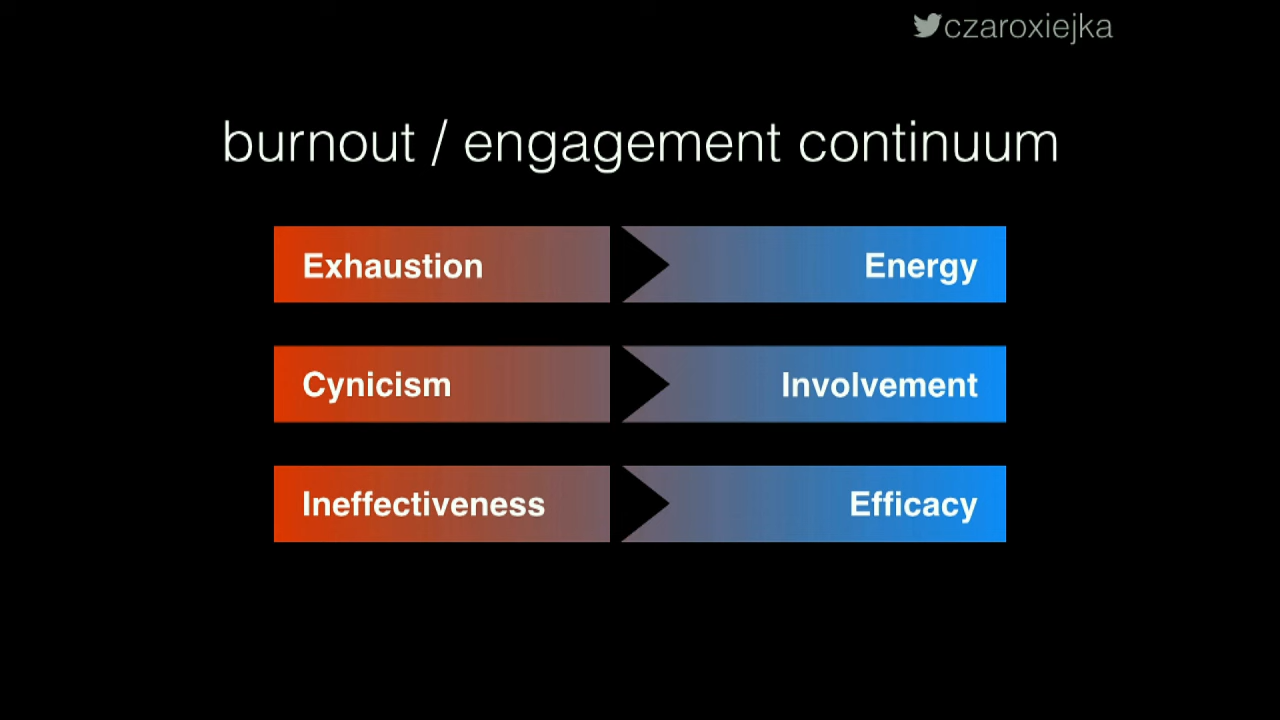 czaroxiejka
burnout / engagement continuum
Exhaustion Energy
Cynicism Involvement
Ineffectiveness Efficacy